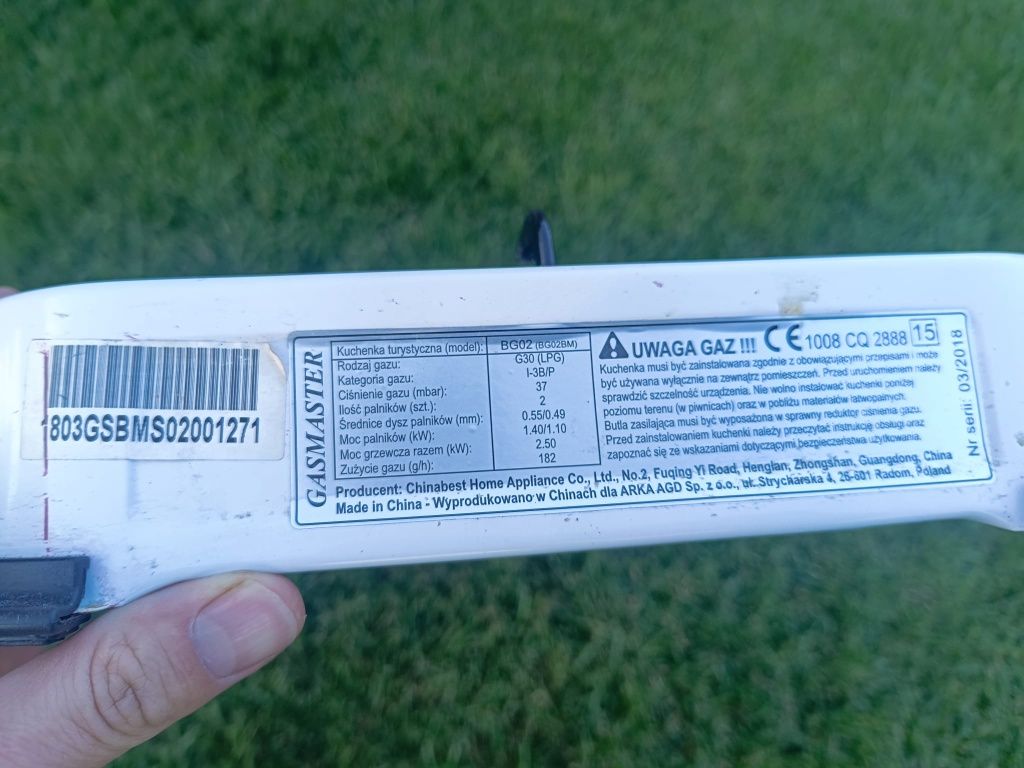 1803GSBMS02001271
GASMASTER
Kuchenka turystyczna (model): BG02 (BG02BM)
Rodzaj gazu: G30 (LPG)
Kategoria gazu: I-3B/P
Ciśnienie gazu (mbar): 37
Ilość palników (szt.): 2
Średnice dysz palników (mm): 0.55/0.49
Moc palników (kW): 1.40/1.10
Moc grzewcza razem (kW): 2.50
Zużycie gazu (g/h): 182
UWAGA GAZ !!! CE 1008 CQ 2888 15
Kuchenka musi być zainstalowana zgodnie z obowiązującymi przepisami i może
być używana wyłącznie na zewnątrz pomieszczeń. Przed uruchomieniem należy
sprawdzić szczelność urządzenia. Nie wolno instalować kuchenki poniżej
poziomu terenu (w piwnicach) oraz w pobliżu materiałów łatwopalnych.
Butla zasilająca musi być wyposażona w sprawny reduktor ciśnienia gazu.
Przed zainstalowaniem kuchenki należy przeczytać instrukcję obsługi oraz
zapoznać się ze wskazaniami dotyczącymi bezpieczeństwa użytkowania.
Nr serii: 03/2018
Producent: Chinabest Home Appliance Co., Ltd., No.2, Fuqing Yi Road, Henglan, Zhongshan, Guangdong, China
Made in China - Wyprodukowano w Chinach dla ARKA AGD Sp. z o.o., ul. Strycharska 4, 26-601 Radom, Poland